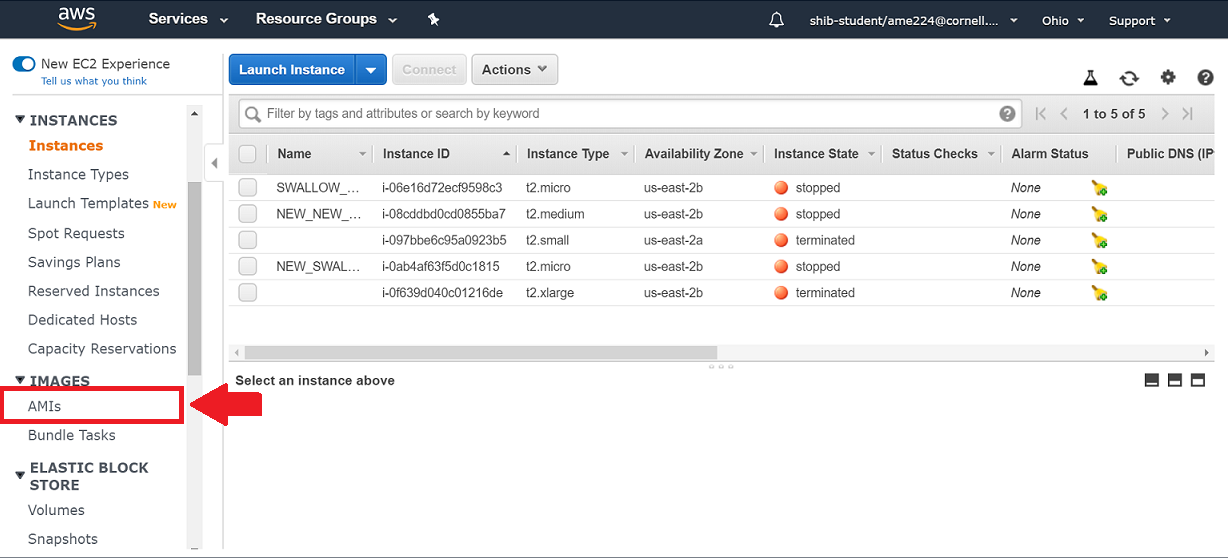 aws Services Resource Groups shib-student/ame224@cornell.... Ohio Support
New EC2 Experience
Tell us what you think
INSTANCES
Instances
Instance Types
Launch Templates New
Spot Requests
Savings Plans
Reserved Instances
Dedicated Hosts
Capacity Reservations
IMAGES
AMIs
Bundle Tasks
ELASTIC BLOCK
STORE
Volumes
Snapshots
Launch Instance Connect Actions
Filter by tags and attributes or search by keyword ? 1 to 5 of 5
Name Instance ID Instance Type Availability Zone Instance State Status Checks Alarm Status Public DNS (IP
SWALLOW_... i-06e16d72ecf9598c3 t2.micro us-east-2b stopped None
NEW_NEW_... i-08cddbd0cd0855ba7 t2.medium us-east-2b stopped None
i-097bbe6c95a0923b5 t2.small us-east-2a terminated None
NEW_SWAL... i-0ab4af63f5d0c1815 t2.micro us-east-2b stopped None
i-0f639d040c01216de t2.xlarge us-east-2b terminated None
Select an instance above